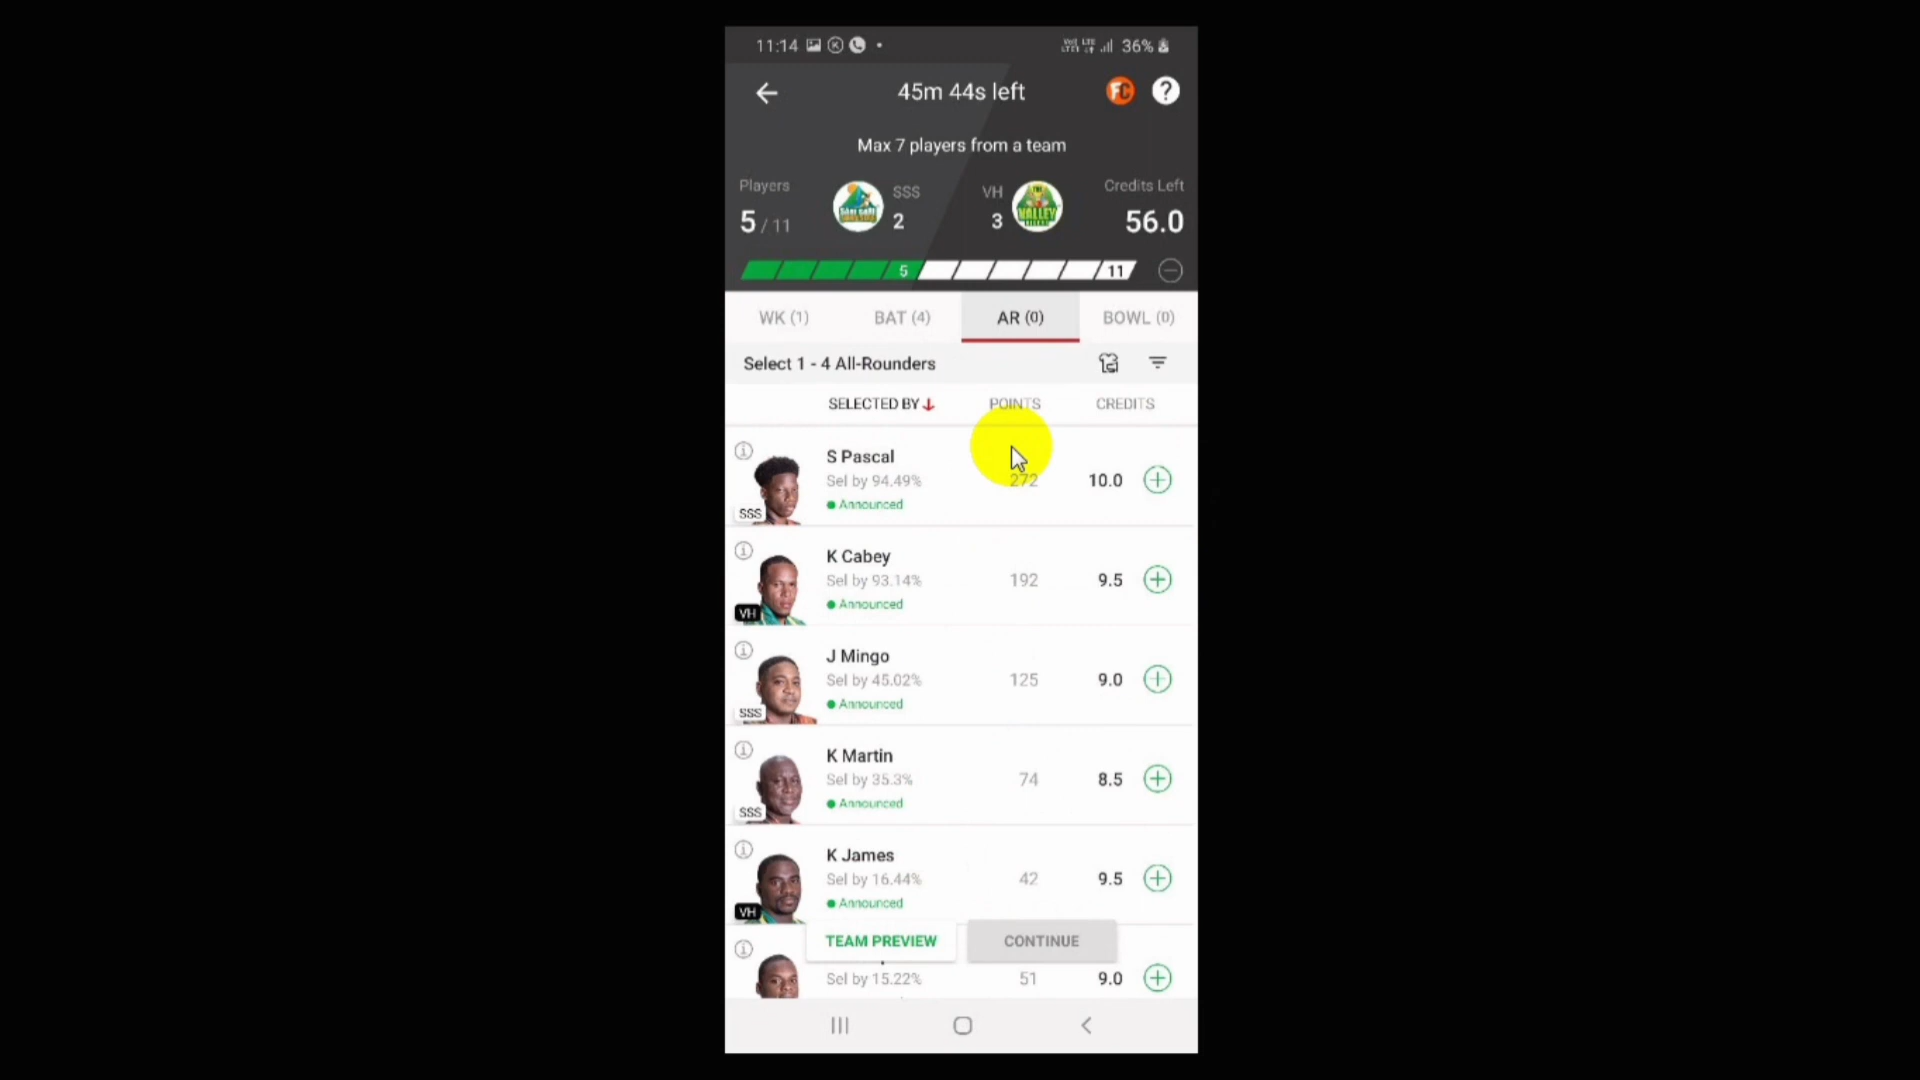 11:14
36%
45m 44s left
FC
?
Max 7 players from a team
Players
SSS
VH
Credits Left
5 / 11
2
3
56.0
5
11
WK (1)
BAT (4)
AR (0)
BOWL (0)
Select 1 - 4 All-Rounders
SELECTED BY
POINTS
CREDITS
S Pascal
Sel by 94.49%
272
10.0
Announced
SSS
K Cabey
Sel by 93.14%
192
9.5
Announced
VH
J Mingo
Sel by 45.02%
125
9.0
Announced
SSS
K Martin
Sel by 35.3%
74
8.5
Announced
SSS
K James
Sel by 16.44%
42
9.5
Announced
VH
TEAM PREVIEW
CONTINUE
Sel by 15.22%
51
9.0